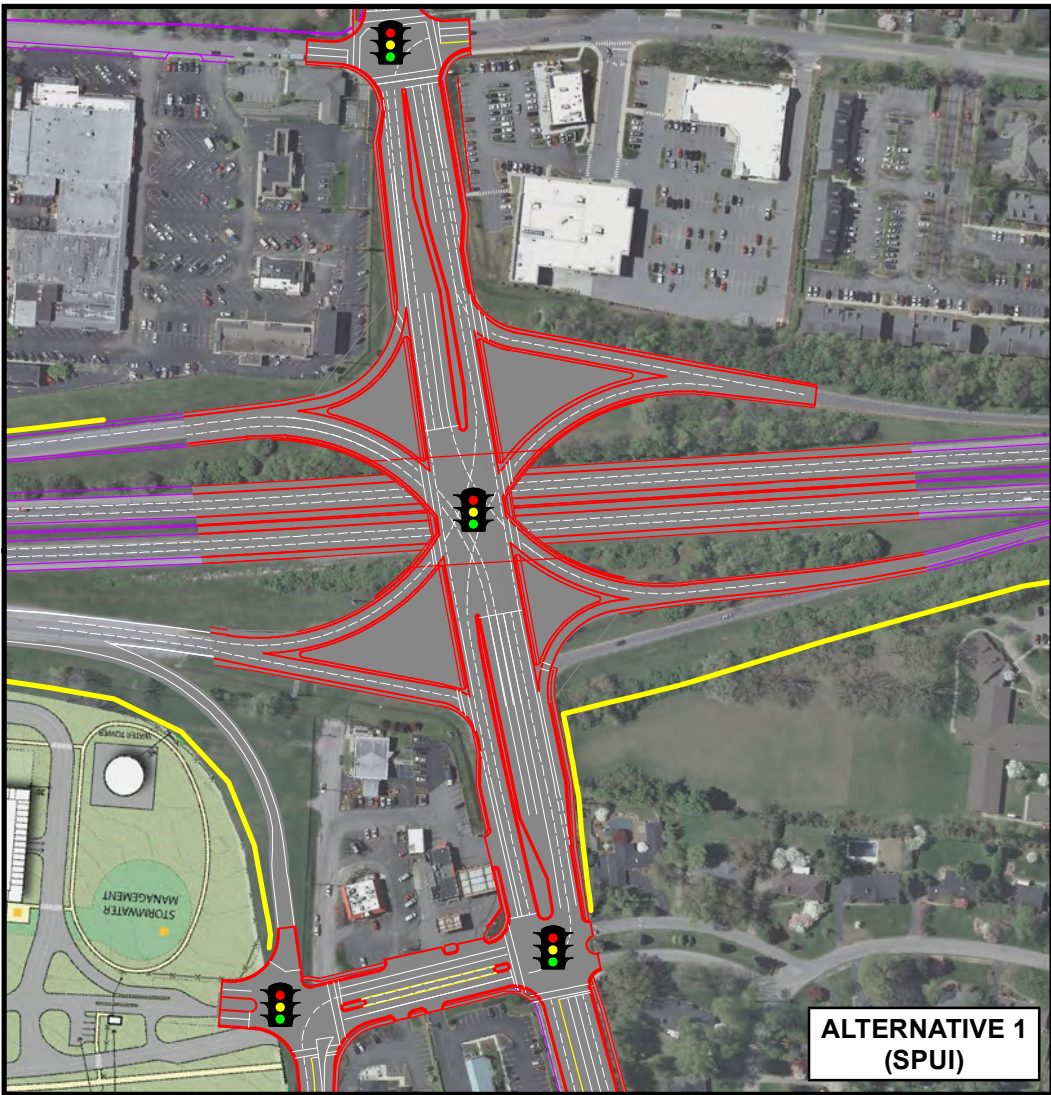 WATER TOWER
STORMWATER
MANAGEMENT
ALTERNATIVE 1
(SPUI)